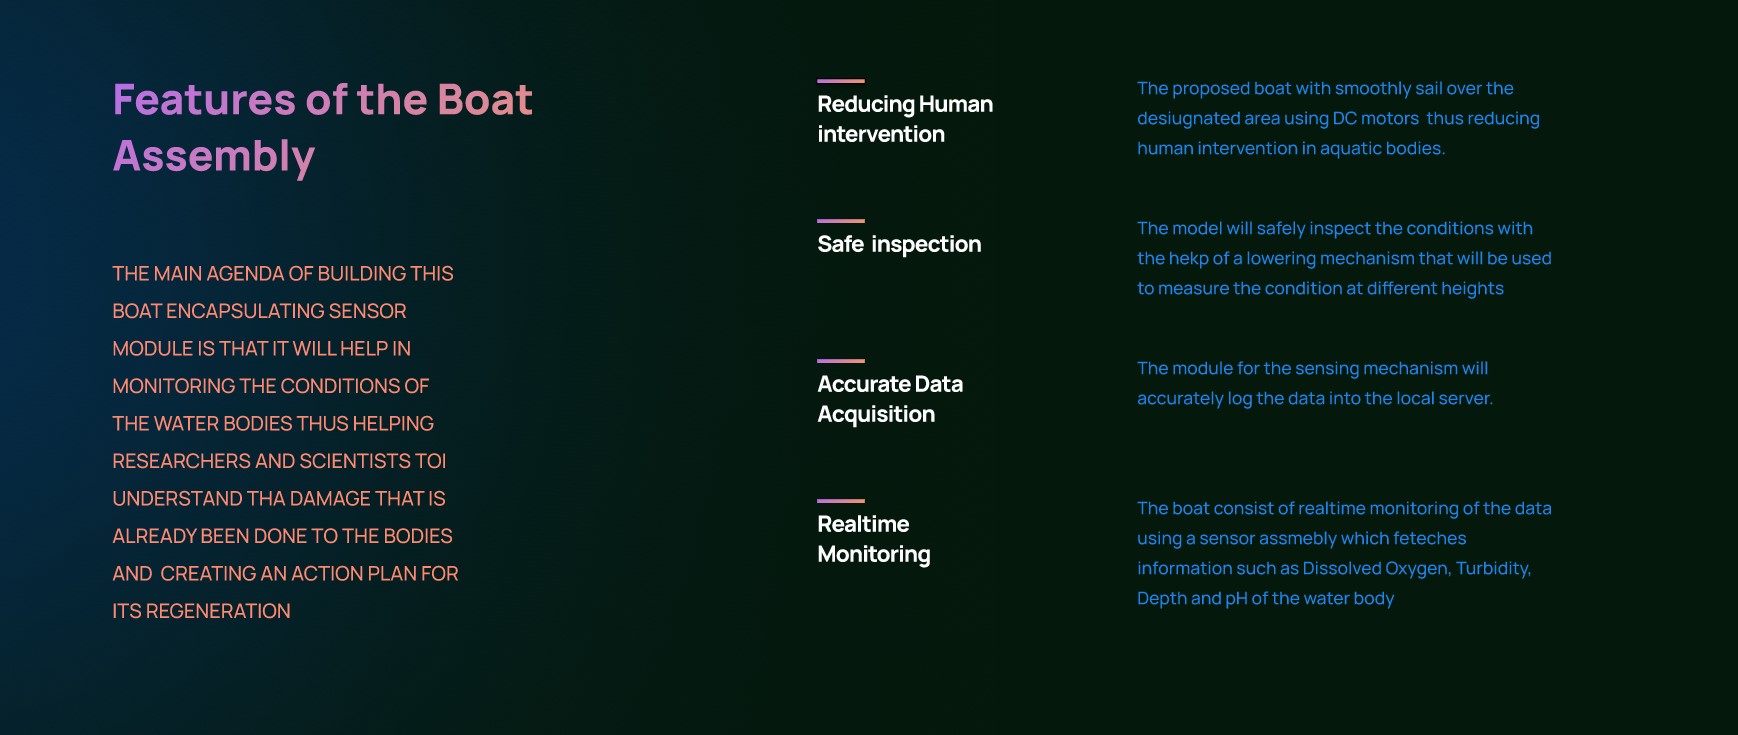 Features of the Boat
Assembly
THE MAIN AGENDA OF BUILDING THIS
BOAT ENCAPSULATING SENSOR
MODULE IS THAT IT WILL HELP IN
MONITORING THE CONDITIONS OF
THE WATER BODIES THUS HELPING
RESEARCHERS AND SCIENTISTS TOI
UNDERSTAND THA DAMAGE THAT IS
ALREADY BEEN DONE TO THE BODIES
AND  CREATING AN ACTION PLAN FOR
ITS REGENERATION
Reducing Human
intervention
The proposed boat with smoothly sail over the
desiugnated area using DC motors  thus reducing
human intervention in aquatic bodies.
Safe  inspection
The model will safely inspect the conditions with
the hekp of a lowering mechanism that will be used
to measure the condition at different heights
Accurate Data
Acquisition
The module for the sensing mechanism will
accurately log the data into the local server.
Realtime
Monitoring
The boat consist of realtime monitoring of the data
using a sensor assmebly which feteches
information such as Dissolved Oxygen, Turbidity,
Depth and pH of the water body